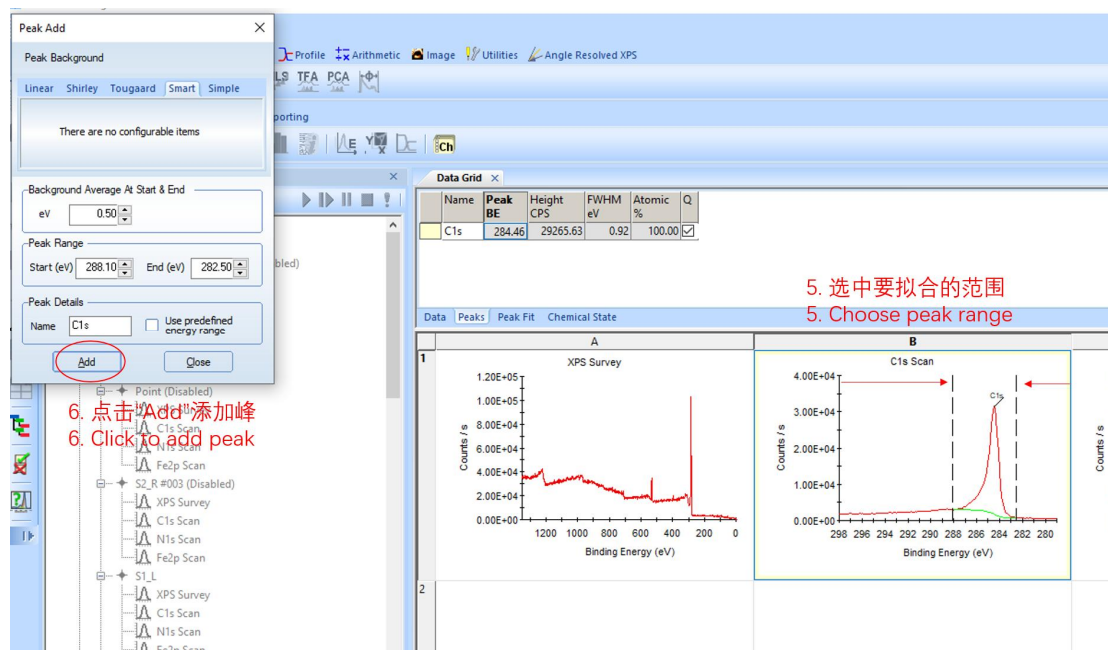 Peak Add
Peak Background
Linear Shirley Tougaard Smart Simple
There are no configurable items
Background Average At Start & End
eV 0.50
Peak Range
Start (eV) 288.10 End (eV) 282.50
Peak Details
Name C1s Use predefined
energy range
Add Close
Profile Arithmetic Image Utilities Angle Resolved XPS
LS TFA PCA
porting
Ch
Data Grid
Name Peak BE Height CPS FWHM eV Atomic % Q
C1s 284.46 29265.63 0.92 100.00
bled)
5. 选中要拟合的范围
5. Choose peak range
Data Peaks Peak Fit Chemical State
A B
1
XPS Survey
1.20E+05
1.00E+05
8.00E+04
6.00E+04
4.00E+04
2.00E+04
0.00E+00
Counts / s
1200 1000 800 600 400 200 0
Binding Energy (eV)
C1s Scan
4.00E+04
3.00E+04
2.00E+04
1.00E+04
0.00E+00
Counts / s
C1s
298 296 294 292 290 288 286 284 282 280
Binding Energy (eV)
Counts / s
2
Point (Disabled)
6. 点击"Add"添加峰
6. Click to add peak
C1s Scan
N1s Scan
Fe2p Scan
S2_R #003 (Disabled)
XPS Survey
C1s Scan
N1s Scan
Fe2p Scan
S1_L
XPS Survey
C1s Scan
N1s Scan
Fe2p Scan